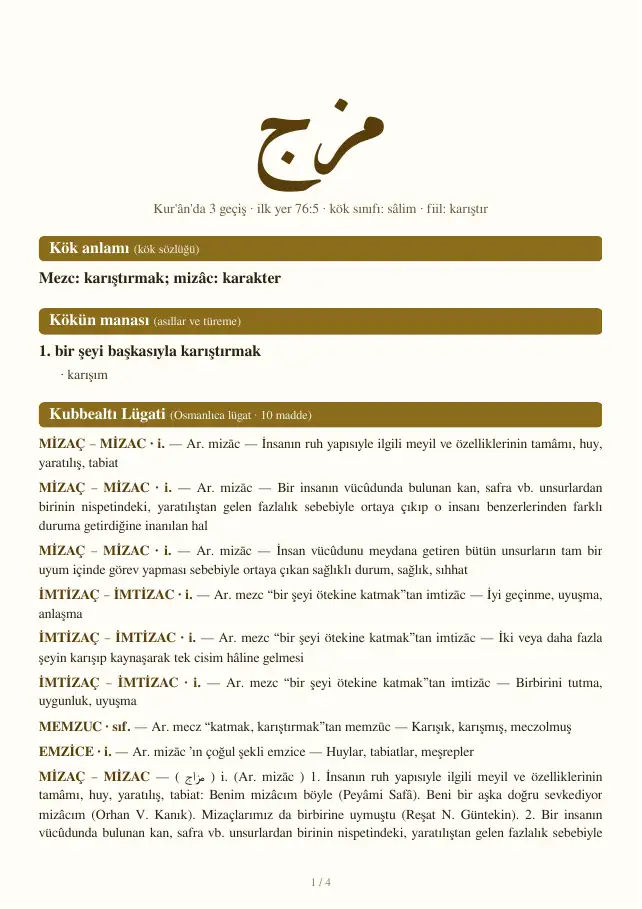 مزج
Kur'ân'da 3 geçiş · ilk yer 76:5 · kök sınıfı: sâlim · fiil: karıştır
Kök anlamı (kök sözlüğü)
Mezc: karıştırmak; mizâc: karakter
Kökün manası (asıllar ve türeme)
1. bir şeyi başkasıyla karıştırmak
· karışım
Kubbealtı Lügati (Osmanlıca lügat · 10 madde)
MİZAÇ – MİZAC · i. — Ar. mizāc — İnsanın ruh yapısıyle ilgili meyil ve özelliklerinin tamâmı, huy,
yaratılış, tabiat
MİZAÇ – MİZAC · i. — Ar. mizāc — Bir insanın vücûdunda bulunan kan, safra vb. unsurlardan
birinin nispetindeki, yaratılıştan gelen fazlalık sebebiyle ortaya çıkıp o insanı benzerlerinden farklı
duruma getirdiğine inanılan hal
MİZAÇ – MİZAC · i. — Ar. mizāc — İnsan vücûdunu meydana getiren bütün unsurların tam bir
uyum içinde görev yapması sebebiyle ortaya çıkan sağlıklı durum, sağlık, sıhhat
İMTİZAÇ – İMTİZAC · i. — Ar. mezc “bir şeyi ötekine katmak”tan imtizāc — İyi geçinme, uyuşma,
anlaşma
İMTİZAÇ – İMTİZAC · i. — Ar. mezc “bir şeyi ötekine katmak”tan imtizāc — İki veya daha fazla
şeyin karışıp kaynaşarak tek cisim hâline gelmesi
İMTİZAÇ – İMTİZAC · i. — Ar. mezc “bir şeyi ötekine katmak”tan imtizāc — Birbirini tutma,
uygunluk, uyuşma
MEMZUC · sıf. — Ar. mecz “katmak, karıştırmak”tan memzūc — Karışık, karışmış, meczolmuş
EMZİCE · i. — Ar. mizāc ’ın çoğul şekli emzice — Huylar, tabiatlar, meşrepler
MİZAÇ – MİZAC — ( مزاج ) i. (Ar. mizāc ) 1. İnsanın ruh yapısıyle ilgili meyil ve özelliklerinin
tamâmı, huy, yaratılış, tabiat: Benim mizâcım böyle (Peyâmi Safâ). Beni bir aşka doğru sevkediyor
mizâcım (Orhan V. Kanık). Mizaçlarımız da birbirine uymuştu (Reşat N. Güntekin). 2. Bir insanın
vücûdunda bulunan kan, safra vb. unsurlardan birinin nispetindeki, yaratılıştan gelen fazlalık sebebiyle
1 / 4